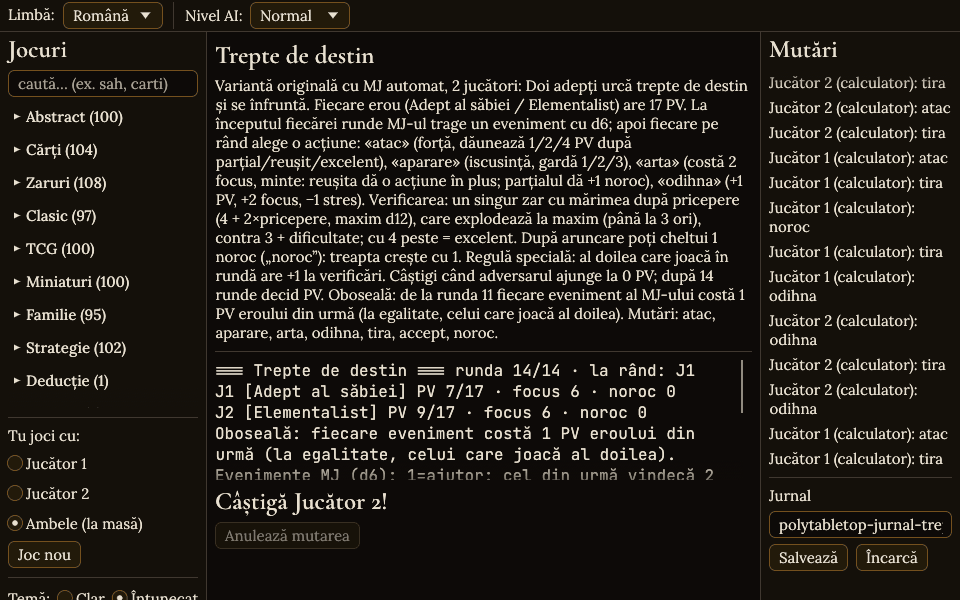 Limbă: Română ▼ Nivel AI: Normal ▼
Jocuri
caută... (ex. sah, carti)
▸ Abstract (100)
▸ Cărți (104)
▸ Zaruri (108)
▸ Clasic (97)
▸ TCG (100)
▸ Miniaturi (100)
▸ Familie (95)
▸ Strategie (102)
▸ Deducție (1)
Tu joci cu:
Jucător 1
Jucător 2
Ambele (la masă)
Joc nou
Temă: Clar Întunecat
Trepte de destin
Variantă originală cu MJ automat, 2 jucători: Doi adepți urcă trepte de destin
și se înfruntă. Fiecare erou (Adept al săbiei / Elementalist) are 17 PV. La
începutul fiecărei runde MJ-ul trage un eveniment cu d6; apoi fiecare pe
rând alege o acțiune: «atac» (forță, dăunează 1/2/4 PV după
parțial/reușit/excelent), «aparare» (iscusință, gardă 1/2/3), «arta» (costă 2
focus, minte: reușita dă o acțiune în plus; parțialul dă +1 noroc), «odihna» (+1
PV, +2 focus, −1 stres). Verificarea: un singur zar cu mărimea după pricepere
(4 + 2×pricepere, maxim d12), care explodează la maxim (până la 3 ori),
contra 3 + dificultate; cu 4 peste = excelent. După aruncare poți cheltui 1
noroc („noroc”): treapta crește cu 1. Regulă specială: al doilea care joacă în
rundă are +1 la verificări. Câștigi când adversarul ajunge la 0 PV; după 14
runde decid PV. Oboseală: de la runda 11 fiecare eveniment al MJ-ului costă 1
PV eroului din urmă (la egalitate, celui care joacă al doilea). Mutări: atac,
aparare, arta, odihna, tira, accept, noroc.
═══ Trepte de destin ═══ runda 14/14 · la rând: J1
J1 [Adept al săbiei] PV 7/17 · focus 6 · noroc 0
J2 [Elementalist] PV 9/17 · focus 6 · noroc 0
Oboseală: fiecare eveniment costă 1 PV eroului din
urmă (la egalitate, celui care joacă al doilea).
Evenimente MJ (d6): 1=ajutor: cel din urmă vindecă 2
Câștigă Jucător 2!
Anulează mutarea
Mutări
Jucător 2 (calculator): tira
Jucător 2 (calculator): atac
Jucător 2 (calculator): tira
Jucător 1 (calculator): atac
Jucător 1 (calculator): tira
Jucător 1 (calculator):
noroc
Jucător 1 (calculator): tira
Jucător 1 (calculator):
odihna
Jucător 2 (calculator):
odihna
Jucător 2 (calculator): tira
Jucător 2 (calculator):
odihna
Jucător 1 (calculator): atac
Jucător 1 (calculator): tira
Jurnal
polytabletop-jurnal-tre
Salvează Încarcă